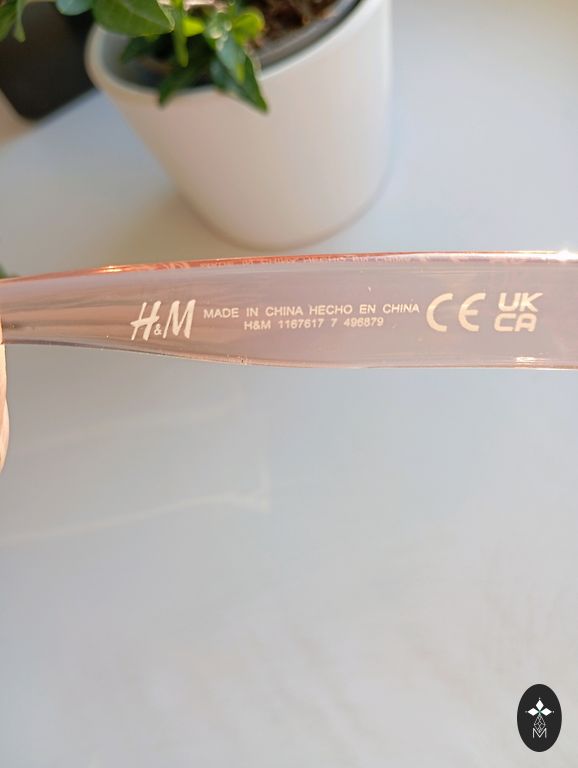 H&M
MADE IN CHINA HECHO EN CHINA
H&M 1167617 7 496879
CE
UK
CA
M